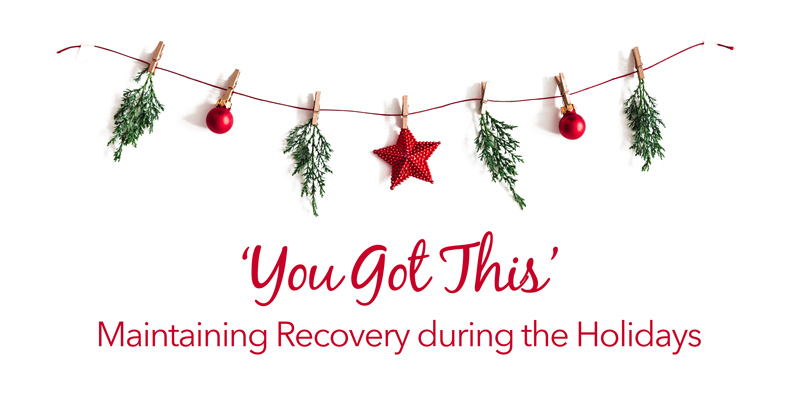 ‘You Got This’
Maintaining Recovery during the Holidays